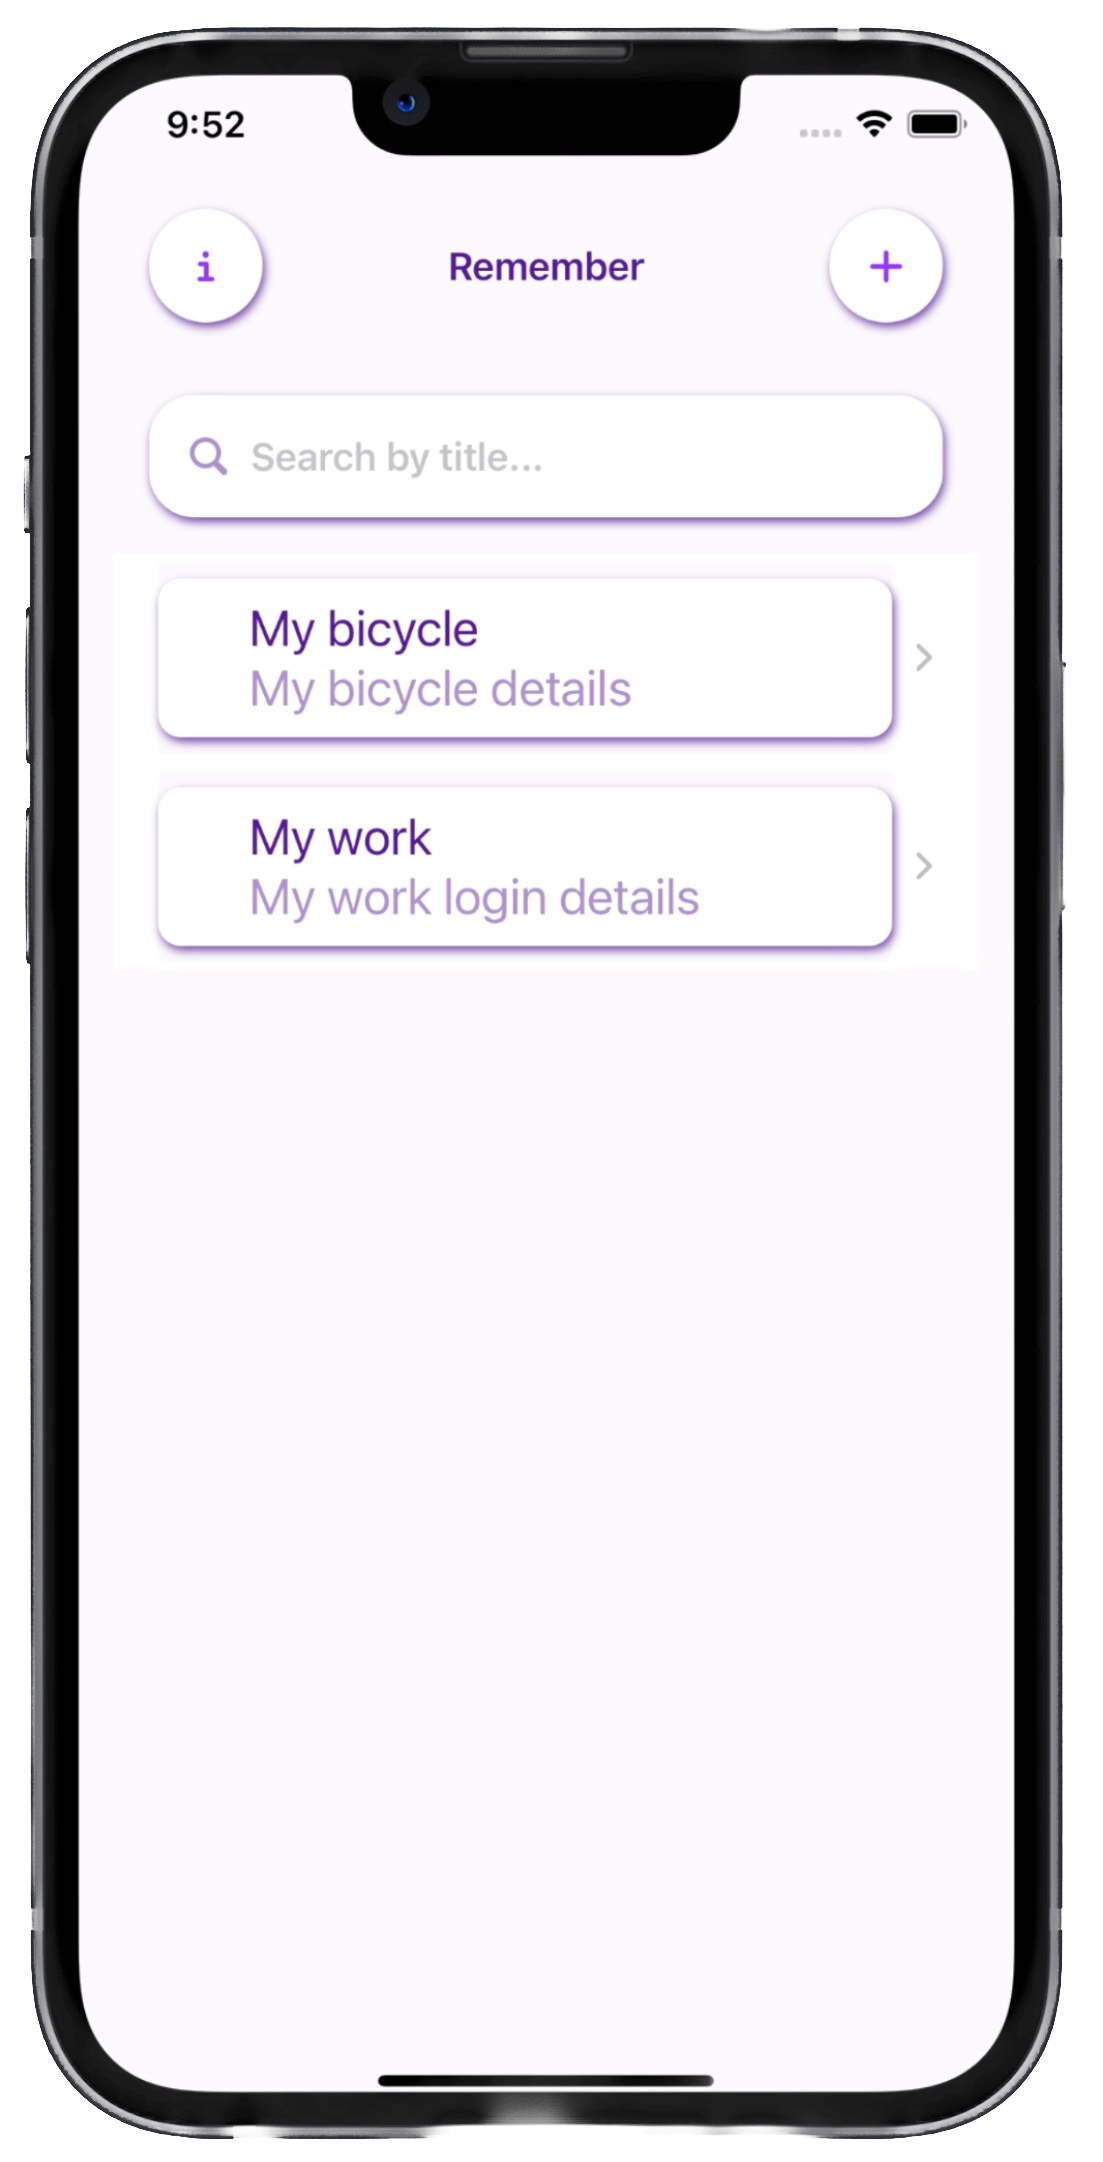 9:52
i
Remember
+
Search by title...
My bicycle
My bicycle details
My work
My work login details